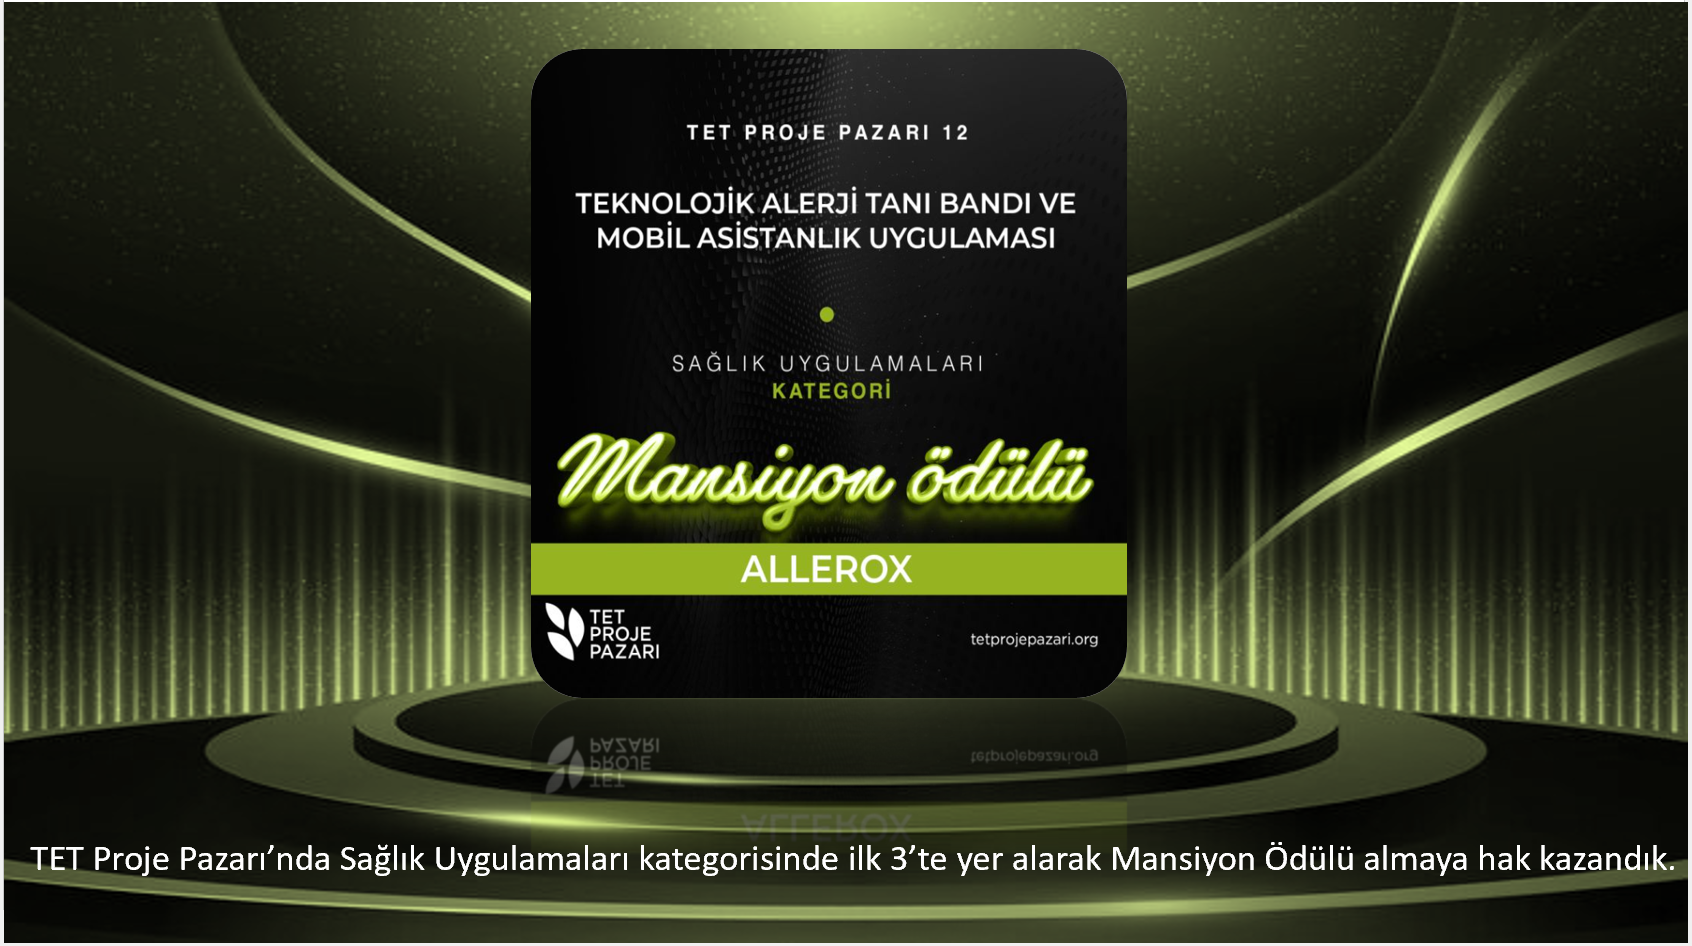 TET PROJE PAZARI 12
TEKNOLOJİK ALERJİ TANI BANDI VE
MOBİL ASİSTANLIK UYGULAMASI
SAĞLIK UYGULAMALARI
KATEGORİ
Mansiyon ödülü
ALLEROX
TET
PROJE
PAZARI
tetprojepazari.org
TET Proje Pazarı’nda Sağlık Uygulamaları kategorisinde ilk 3’te yer alarak Mansiyon Ödülü almaya hak kazandık.